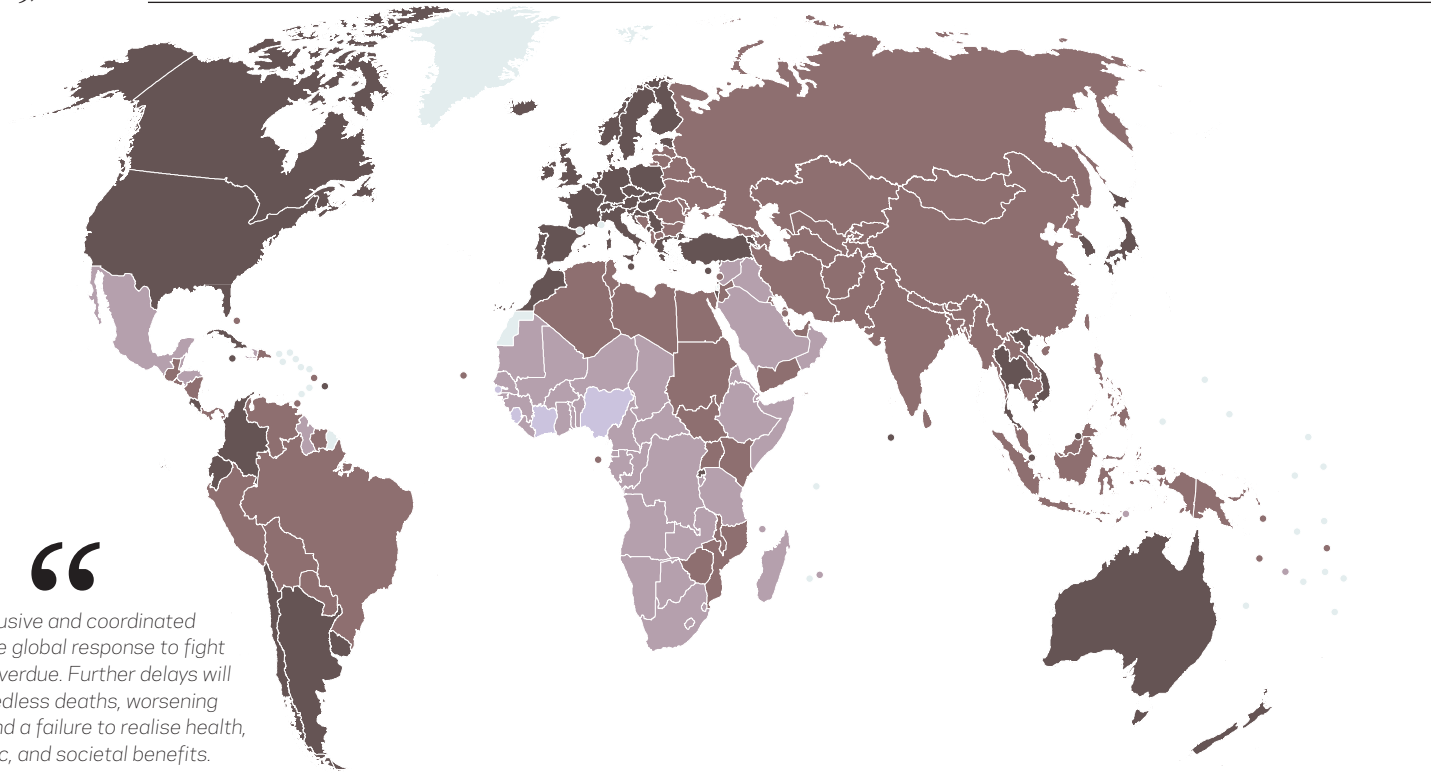 “
usive and coordinated
e global response to fight
verdue. Further delays will
edless deaths, worsening
nd a failure to realise health,
c, and societal benefits.